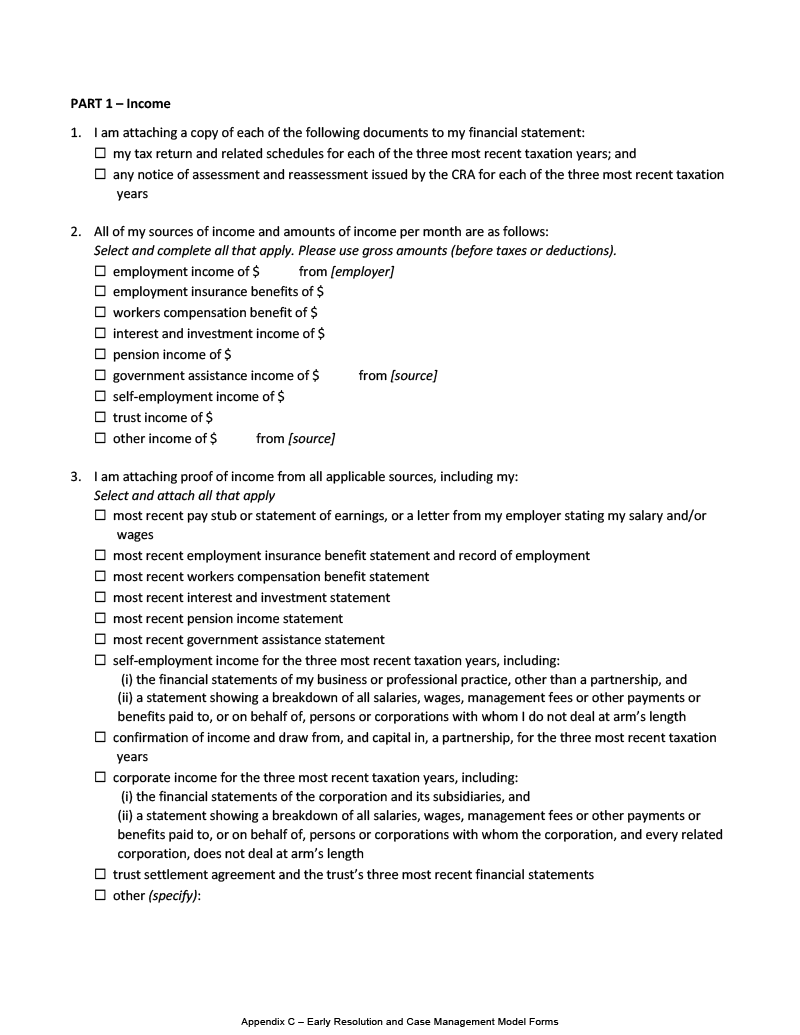 PART 1 – Income
1. I am attaching a copy of each of the following documents to my financial statement:
☐ my tax return and related schedules for each of the three most recent taxation years; and
☐ any notice of assessment and reassessment issued by the CRA for each of the three most recent taxation
years
2. All of my sources of income and amounts of income per month are as follows:
Select and complete all that apply. Please use gross amounts (before taxes or deductions).
☐ employment income of $ from [employer]
☐ employment insurance benefits of $
☐ workers compensation benefit of $
☐ interest and investment income of $
☐ pension income of $
☐ government assistance income of $ from [source]
☐ self-employment income of $
☐ trust income of $
☐ other income of $ from [source]
3. I am attaching proof of income from all applicable sources, including my:
Select and attach all that apply
☐ most recent pay stub or statement of earnings, or a letter from my employer stating my salary and/or
wages
☐ most recent employment insurance benefit statement and record of employment
☐ most recent workers compensation benefit statement
☐ most recent interest and investment statement
☐ most recent pension income statement
☐ most recent government assistance statement
☐ self-employment income for the three most recent taxation years, including:
(i) the financial statements of my business or professional practice, other than a partnership, and
(ii) a statement showing a breakdown of all salaries, wages, management fees or other payments or
benefits paid to, or on behalf of, persons or corporations with whom I do not deal at arm's length
☐ confirmation of income and draw from, and capital in, a partnership, for the three most recent taxation
years
☐ corporate income for the three most recent taxation years, including:
(i) the financial statements of the corporation and its subsidiaries, and
(ii) a statement showing a breakdown of all salaries, wages, management fees or other payments or
benefits paid to, or on behalf of, persons or corporations with whom the corporation, and every related
corporation, does not deal at arm's length
☐ trust settlement agreement and the trust's three most recent financial statements
☐ other (specify):
Appendix C – Early Resolution and Case Management Model Forms